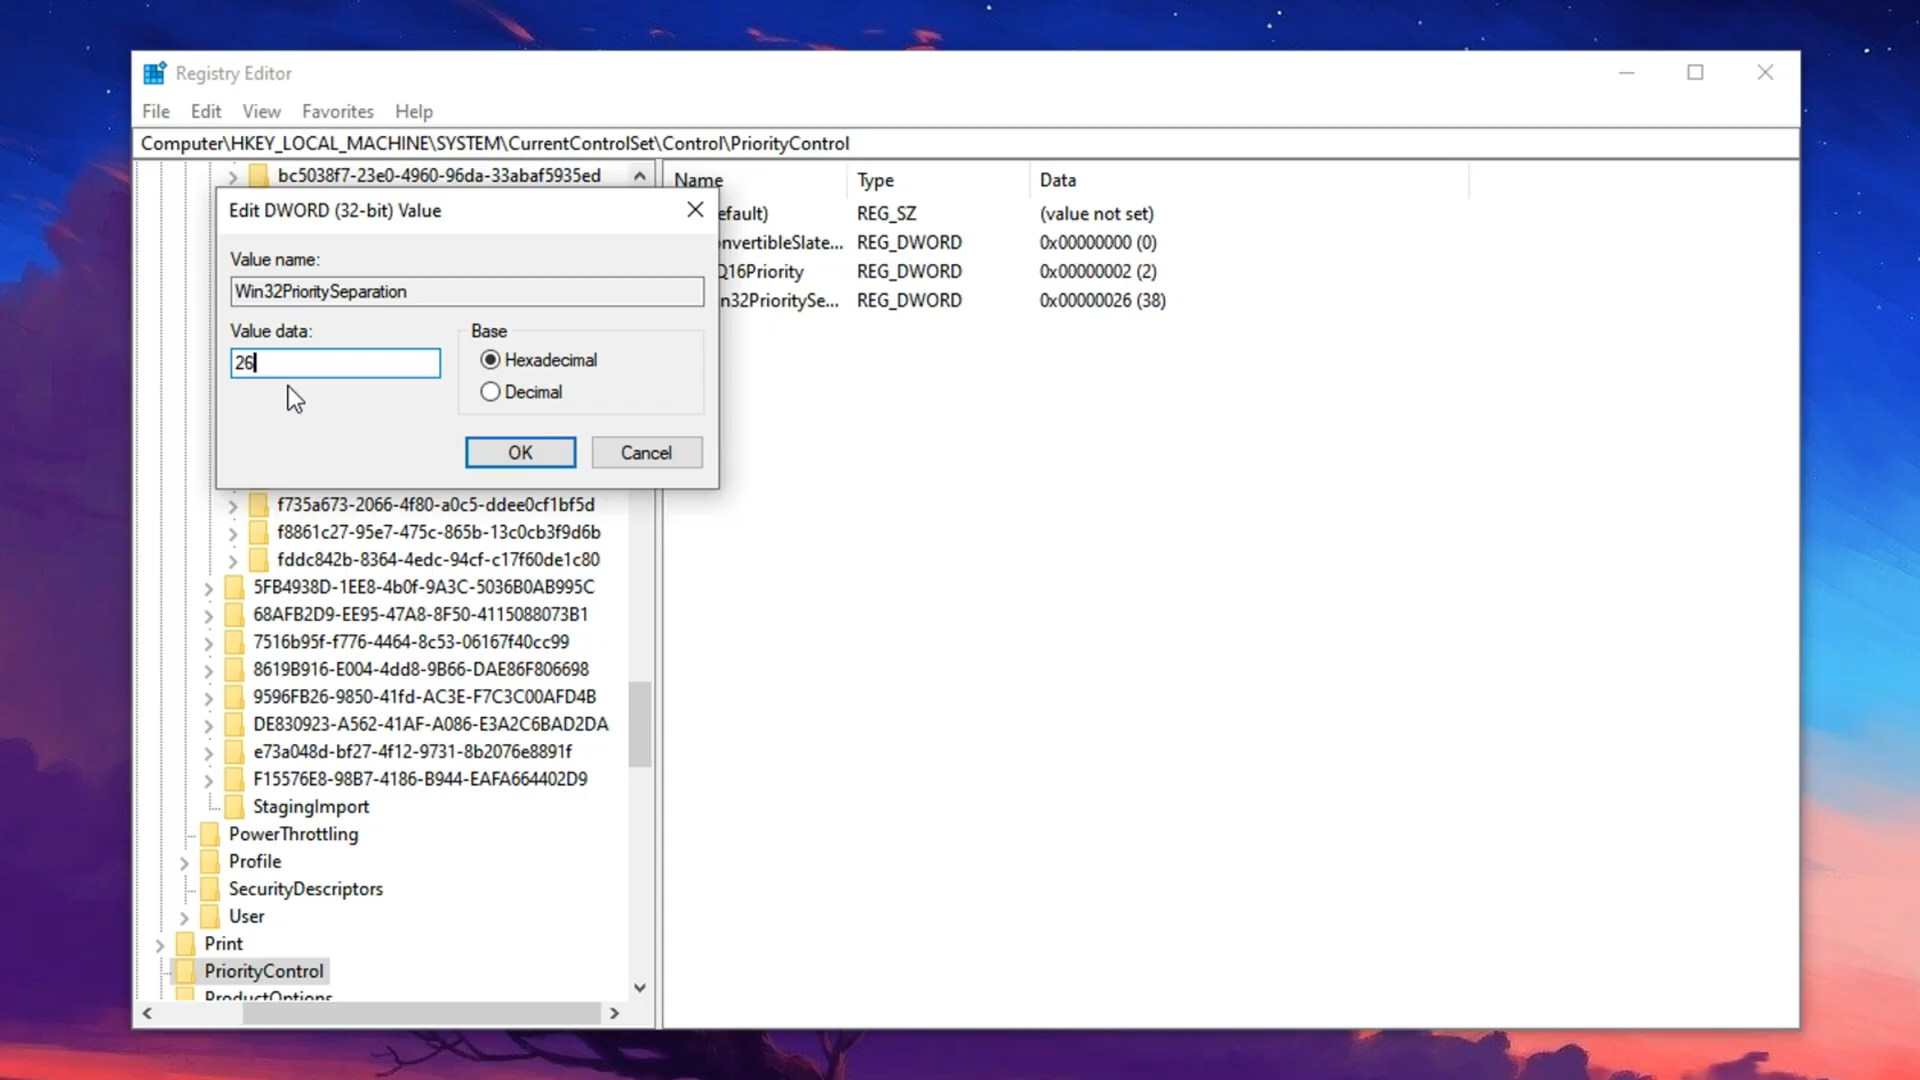 Registry Editor
File Edit View Favorites Help
Computer\HKEY_LOCAL_MACHINE\SYSTEM\CurrentControlSet\Control\PriorityControl
bc5038f7-23e0-4960-96da-33abaf5935ed
Name Type Data
Edit DWORD (32-bit) Value
efault) REG_SZ (value not set)
nvertibleSlate... REG_DWORD 0x00000000 (0)
Value name:
Q16Priority REG_DWORD 0x00000002 (2)
Win32PrioritySeparation
n32PrioritySe... REG_DWORD 0x00000026 (38)
Value data:
Base
26
Hexadecimal
Decimal
OK Cancel
f735a673-2066-4f80-a0c5-ddee0cf1bf5d
f8861c27-95e7-475c-865b-13c0cb3f9d6b
fddc842b-8364-4edc-94cf-c17f60de1c80
5FB4938D-1EE8-4b0f-9A3C-5036B0AB995C
68AFB2D9-EE95-47A8-8F50-4115088073B1
7516b95f-f776-4464-8c53-06167f40cc99
8619B916-E004-4dd8-9B66-DAE86F806698
9596FB26-9850-41fd-AC3E-F7C3C00AFD4B
DE830923-A562-41AF-A086-E3A2C6BAD2DA
e73a048d-bf27-4f12-9731-8b2076e8891f
F15576E8-98B7-4186-B944-EAFA664402D9
StagingImport
PowerThrottling
Profile
SecurityDescriptors
User
Print
PriorityControl
ProductOptions